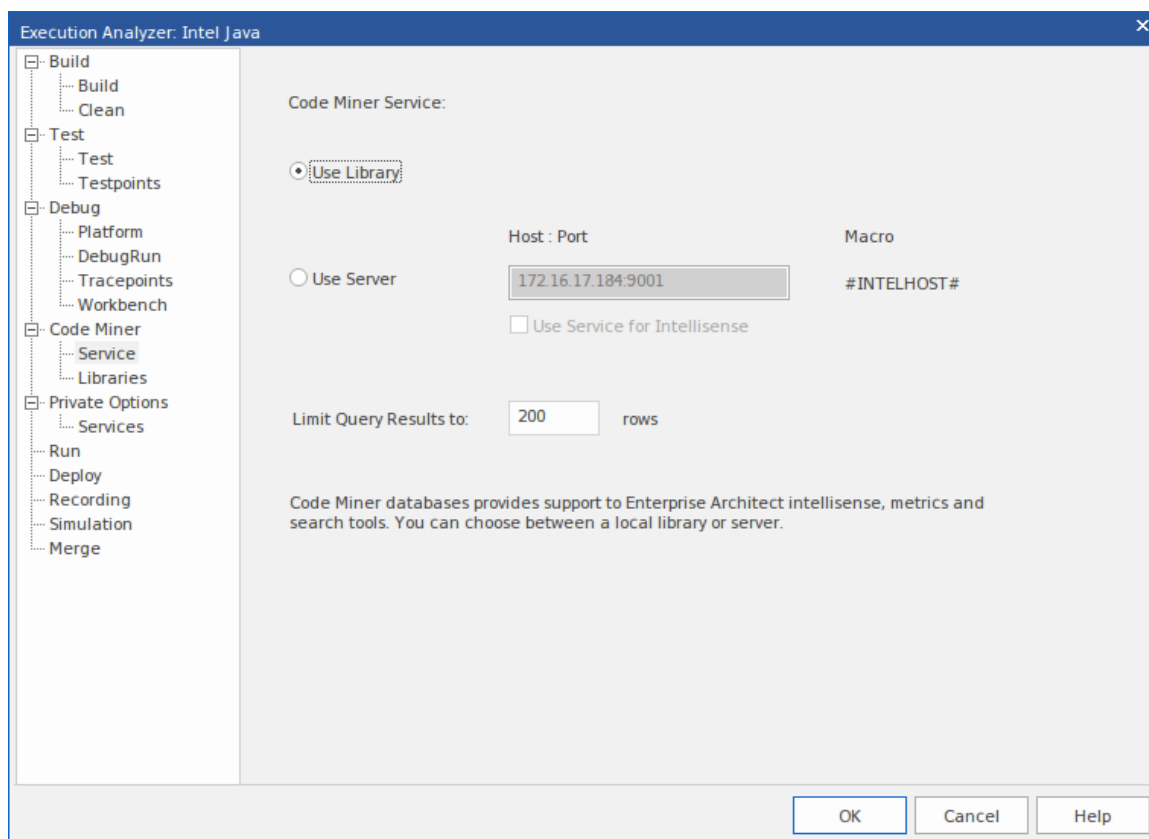 Execution Analyzer: Intel Java
Build
Build
Clean
Test
Test
Testpoints
Debug
Platform
DebugRun
Tracepoints
Workbench
Code Miner
Service
Libraries
Private Options
Services
Run
Deploy
Recording
Simulation
Merge
Code Miner Service:
Use Library
Host : Port Macro
Use Server 172.16.17.184:9001 #INTELHOST#
Use Service for Intellisense
Limit Query Results to: 200 rows
Code Miner databases provides support to Enterprise Architect intellisense, metrics and
search tools. You can choose between a local library or server.
OK Cancel Help